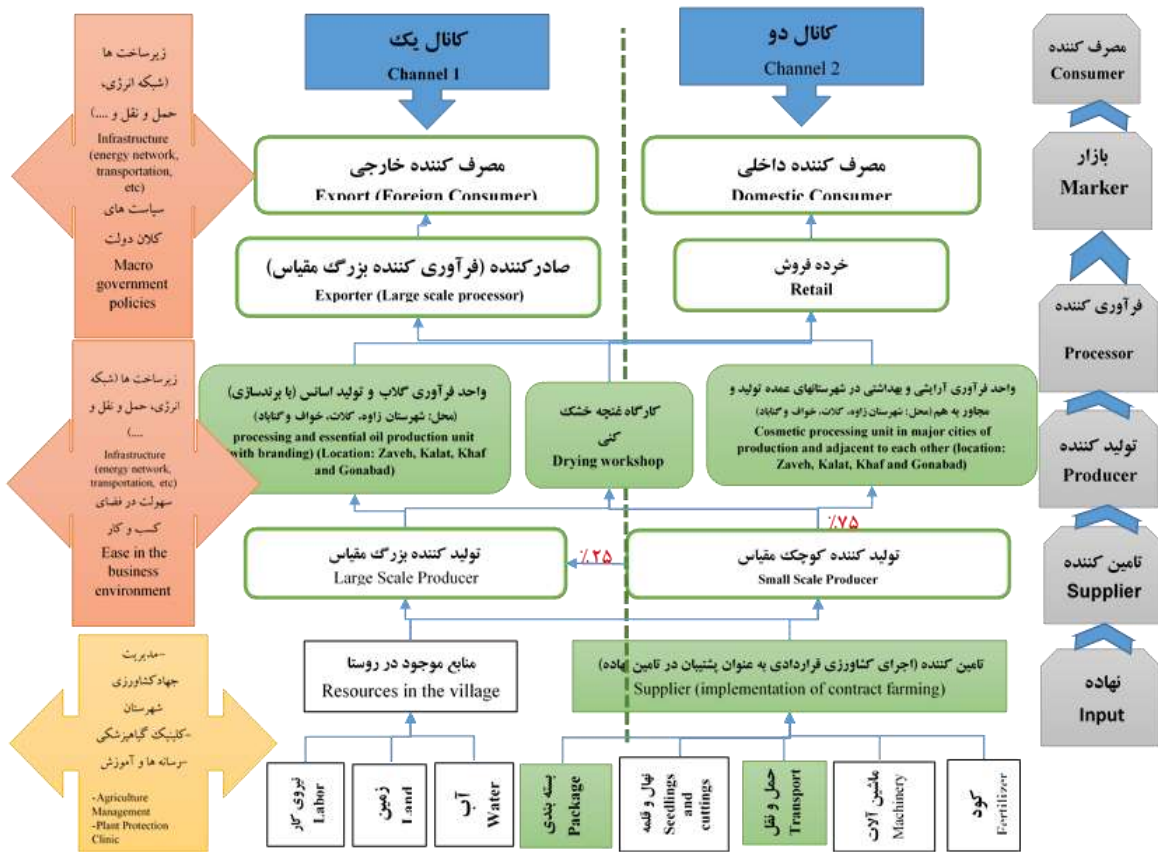 زیرساخت ها
(شبکه انرژی،
حمل و نقل و ....)
Infrastructure
(energy network,
transportation,
etc)
سیاست های
کلان دولت
Macro
government
policies
زیرساخت ها (شبکه
انرژی، حمل و نقل و
....)
Infrastructure
(energy network,
transportation, etc)
سهولت در فضای
کسب و کار
Ease in the
business
environment
-مدیریت
جهادکشاورزی
شهرستان
-کلینیک گیاهپزشکی
-رسانه ها و آموزش
-Agriculture
Management
-Plant Protection
Clinic
کانال یک
Channel 1
کانال دو
Channel 2
مصرف کننده خارجی
Export (Foreign Consumer)
مصرف کننده داخلی
Domestic Consumer
صادرکننده (فرآوری کننده بزرگ مقیاس)
Exporter (Large scale processor)
خرده فروش
Retail
واحد فرآوری گلاب و تولید اسانس (با برندسازی)
(محل: شهرستان زاوه، کلات، خواف و گناباد)
processing and essential oil production unit
(with branding) (Location: Zaveh, Kalat, Khaf
and Gonabad)
کارگاه غنچه خشک
کنی
Drying workshop
واحد فرآوری آرایشی و بهداشتی در شهرستانهای عمده تولید و
مجاور به هم (محل: شهرستان زاوه، کلات، خواف و گناباد)
Cosmetic processing unit in major cities of
production and adjacent to each other (location:
Zaveh, Kalat, Khaf and Gonabad)
٪۷۵
٪۲۵
تولید کننده بزرگ مقیاس
Large Scale Producer
تولید کننده کوچک مقیاس
Small Scale Producer
منابع موجود در روستا
Resources in the village
تامین کننده (اجرای کشاورزی قراردادی به عنوان پشتیبان در تامین نهاده)
Supplier (implementation of contract farming)
نیروی کار
Labor
زمین
Land
آب
Water
بسته بندی
Package
نهال و قلمه
Seedlings
and
cuttings
حمل و نقل
Transport
ماشین آلات
Machinery
کود
Fertilizer
مصرف کننده
Consumer
بازار
Marker
فرآوری کننده
Processor
تولید کننده
Producer
تامین کننده
Supplier
نهاده
Input